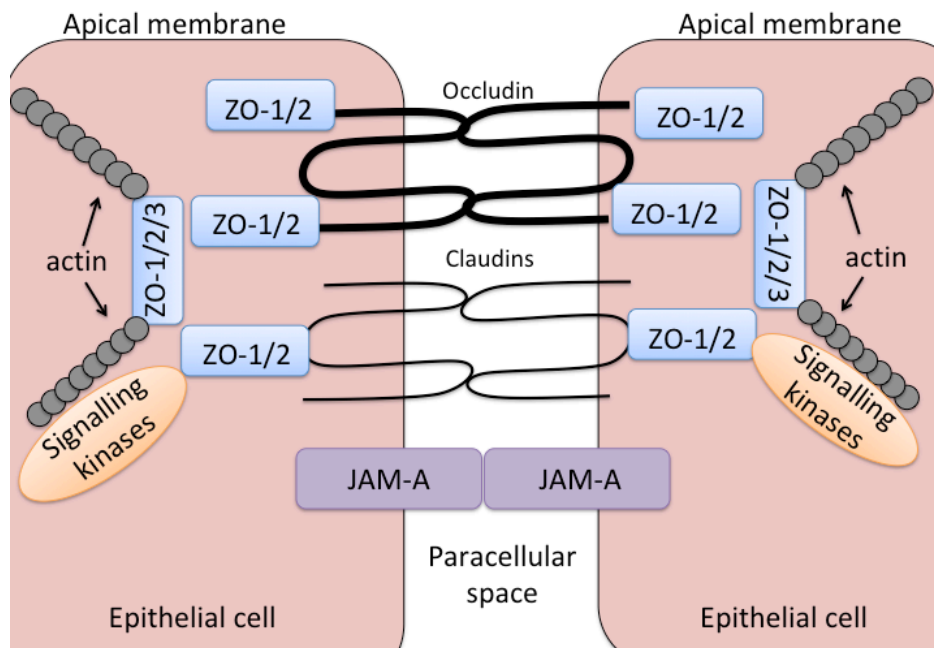 Apical membrane
Apical membrane
Occludin
ZO-1/2
ZO-1/2
ZO-1/2/3
ZO-1/2
ZO-1/2
ZO-1/2/3
actin
actin
Claudins
ZO-1/2
ZO-1/2
Signalling
kinases
Signalling
kinases
JAM-A
JAM-A
Paracellular
space
Epithelial cell
Epithelial cell